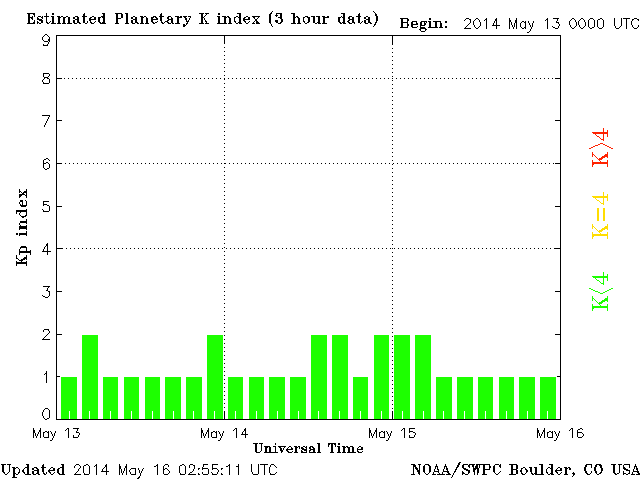 Estimated Planetary K index (3 hour data)
Begin: 2014 May 13 0000 UTC
9
8
7
6
5
4
3
2
1
0
Kp index
K>4
K=4
K<4
May 13
May 14
May 15
May 16
Universal Time
Updated 2014 May 16 02:55:11 UTC
NOAA/SWPC Boulder, CO USA